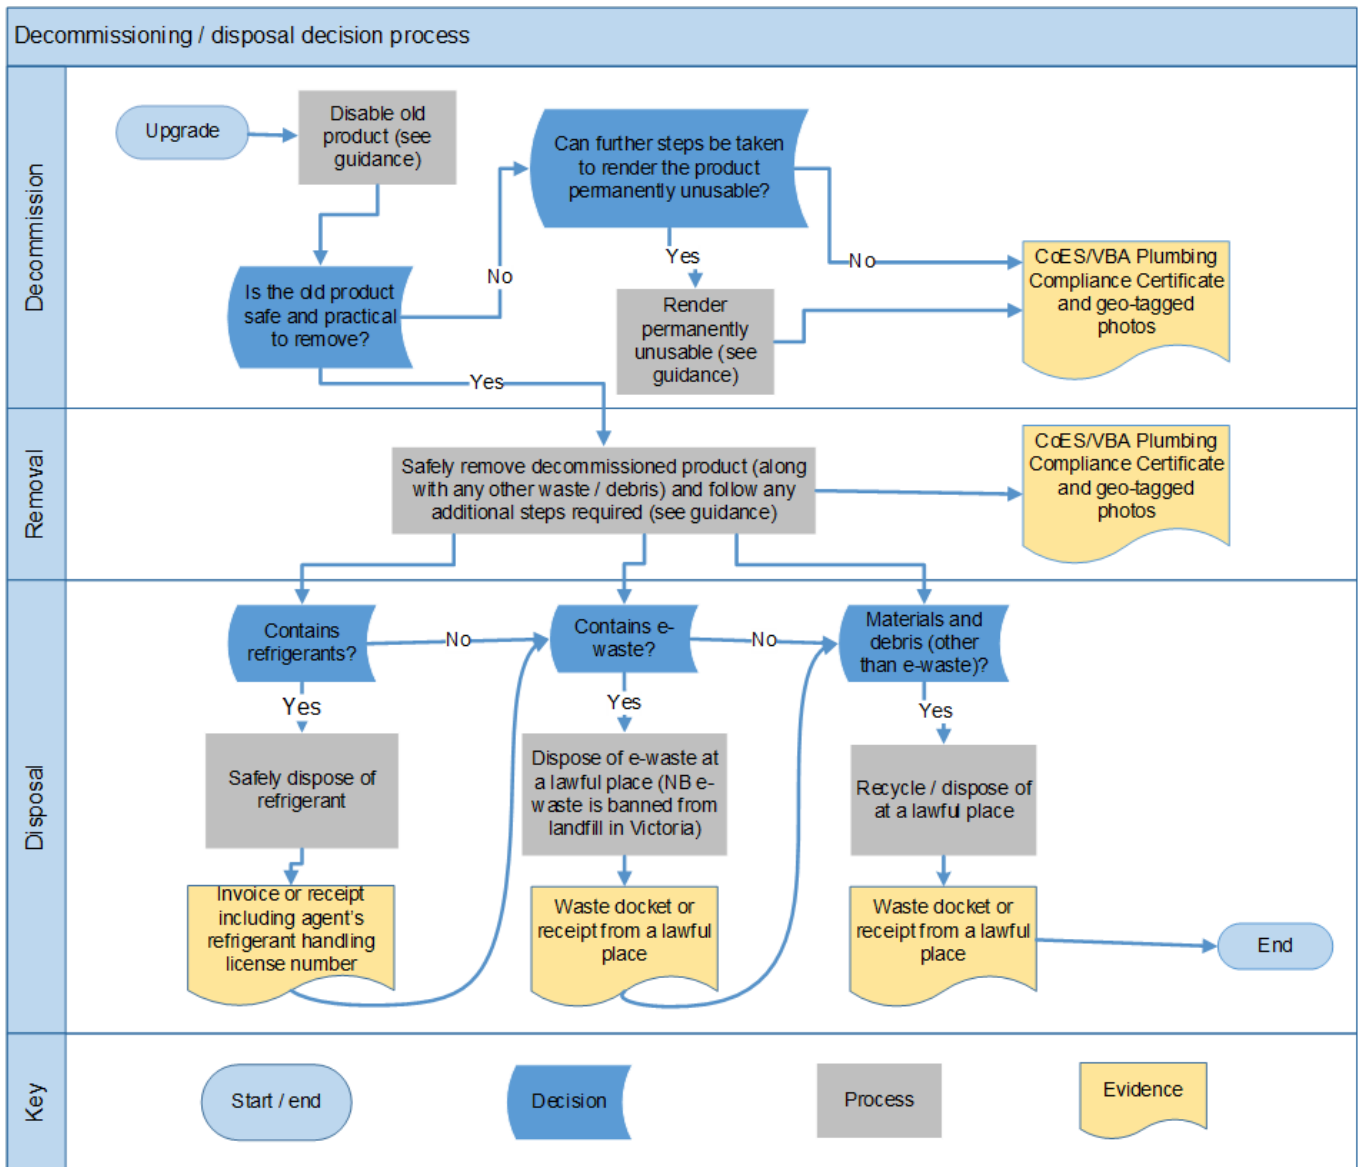 Decommissioning / disposal decision process
Decommission
Upgrade
Disable old
product (see
guidance)
Can further steps be taken
to render the product
permanently unusable?
No
Yes
No
CoES/VBA Plumbing
Compliance Certificate
and geo-tagged
photos
Is the old product
safe and practical
to remove?
Render
permanently
unusable (see
guidance)
Yes
Removal
Safely remove decommissioned product (along
with any other waste / debris) and follow any
additional steps required (see guidance)
CoES/VBA Plumbing
Compliance Certificate
and geo-tagged
photos
Disposal
Contains
refrigerants?
No
Contains e-
waste?
No
Materials and
debris (other
than e-waste)?
Yes
Yes
Yes
Safely dispose of
refrigerant
Dispose of e-waste at
a lawful place (NB e-
waste is banned from
landfill in Victoria)
Recycle / dispose of
at a lawful place
Invoice or receipt
including agent's
refrigerant handling
license number
Waste docket or
receipt from a lawful
place
Waste docket or
receipt from a lawful
place
End
Key
Start / end
Decision
Process
Evidence